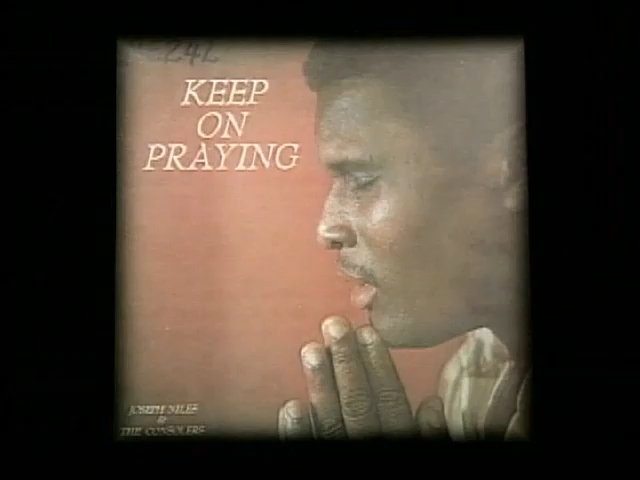 242
KEEP
ON
PRAYING
JOSEPH NILES
&
THE CONSOLERS